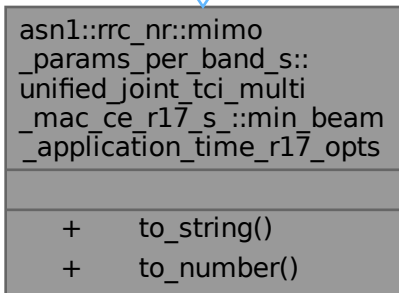 asn1::rrc_nr::mimo
_params_per_band_s::
unified_joint_tci_multi
_mac_ce_r17_s_::min_beam
_application_time_r17_opts
+ to_string()
+ to_number()